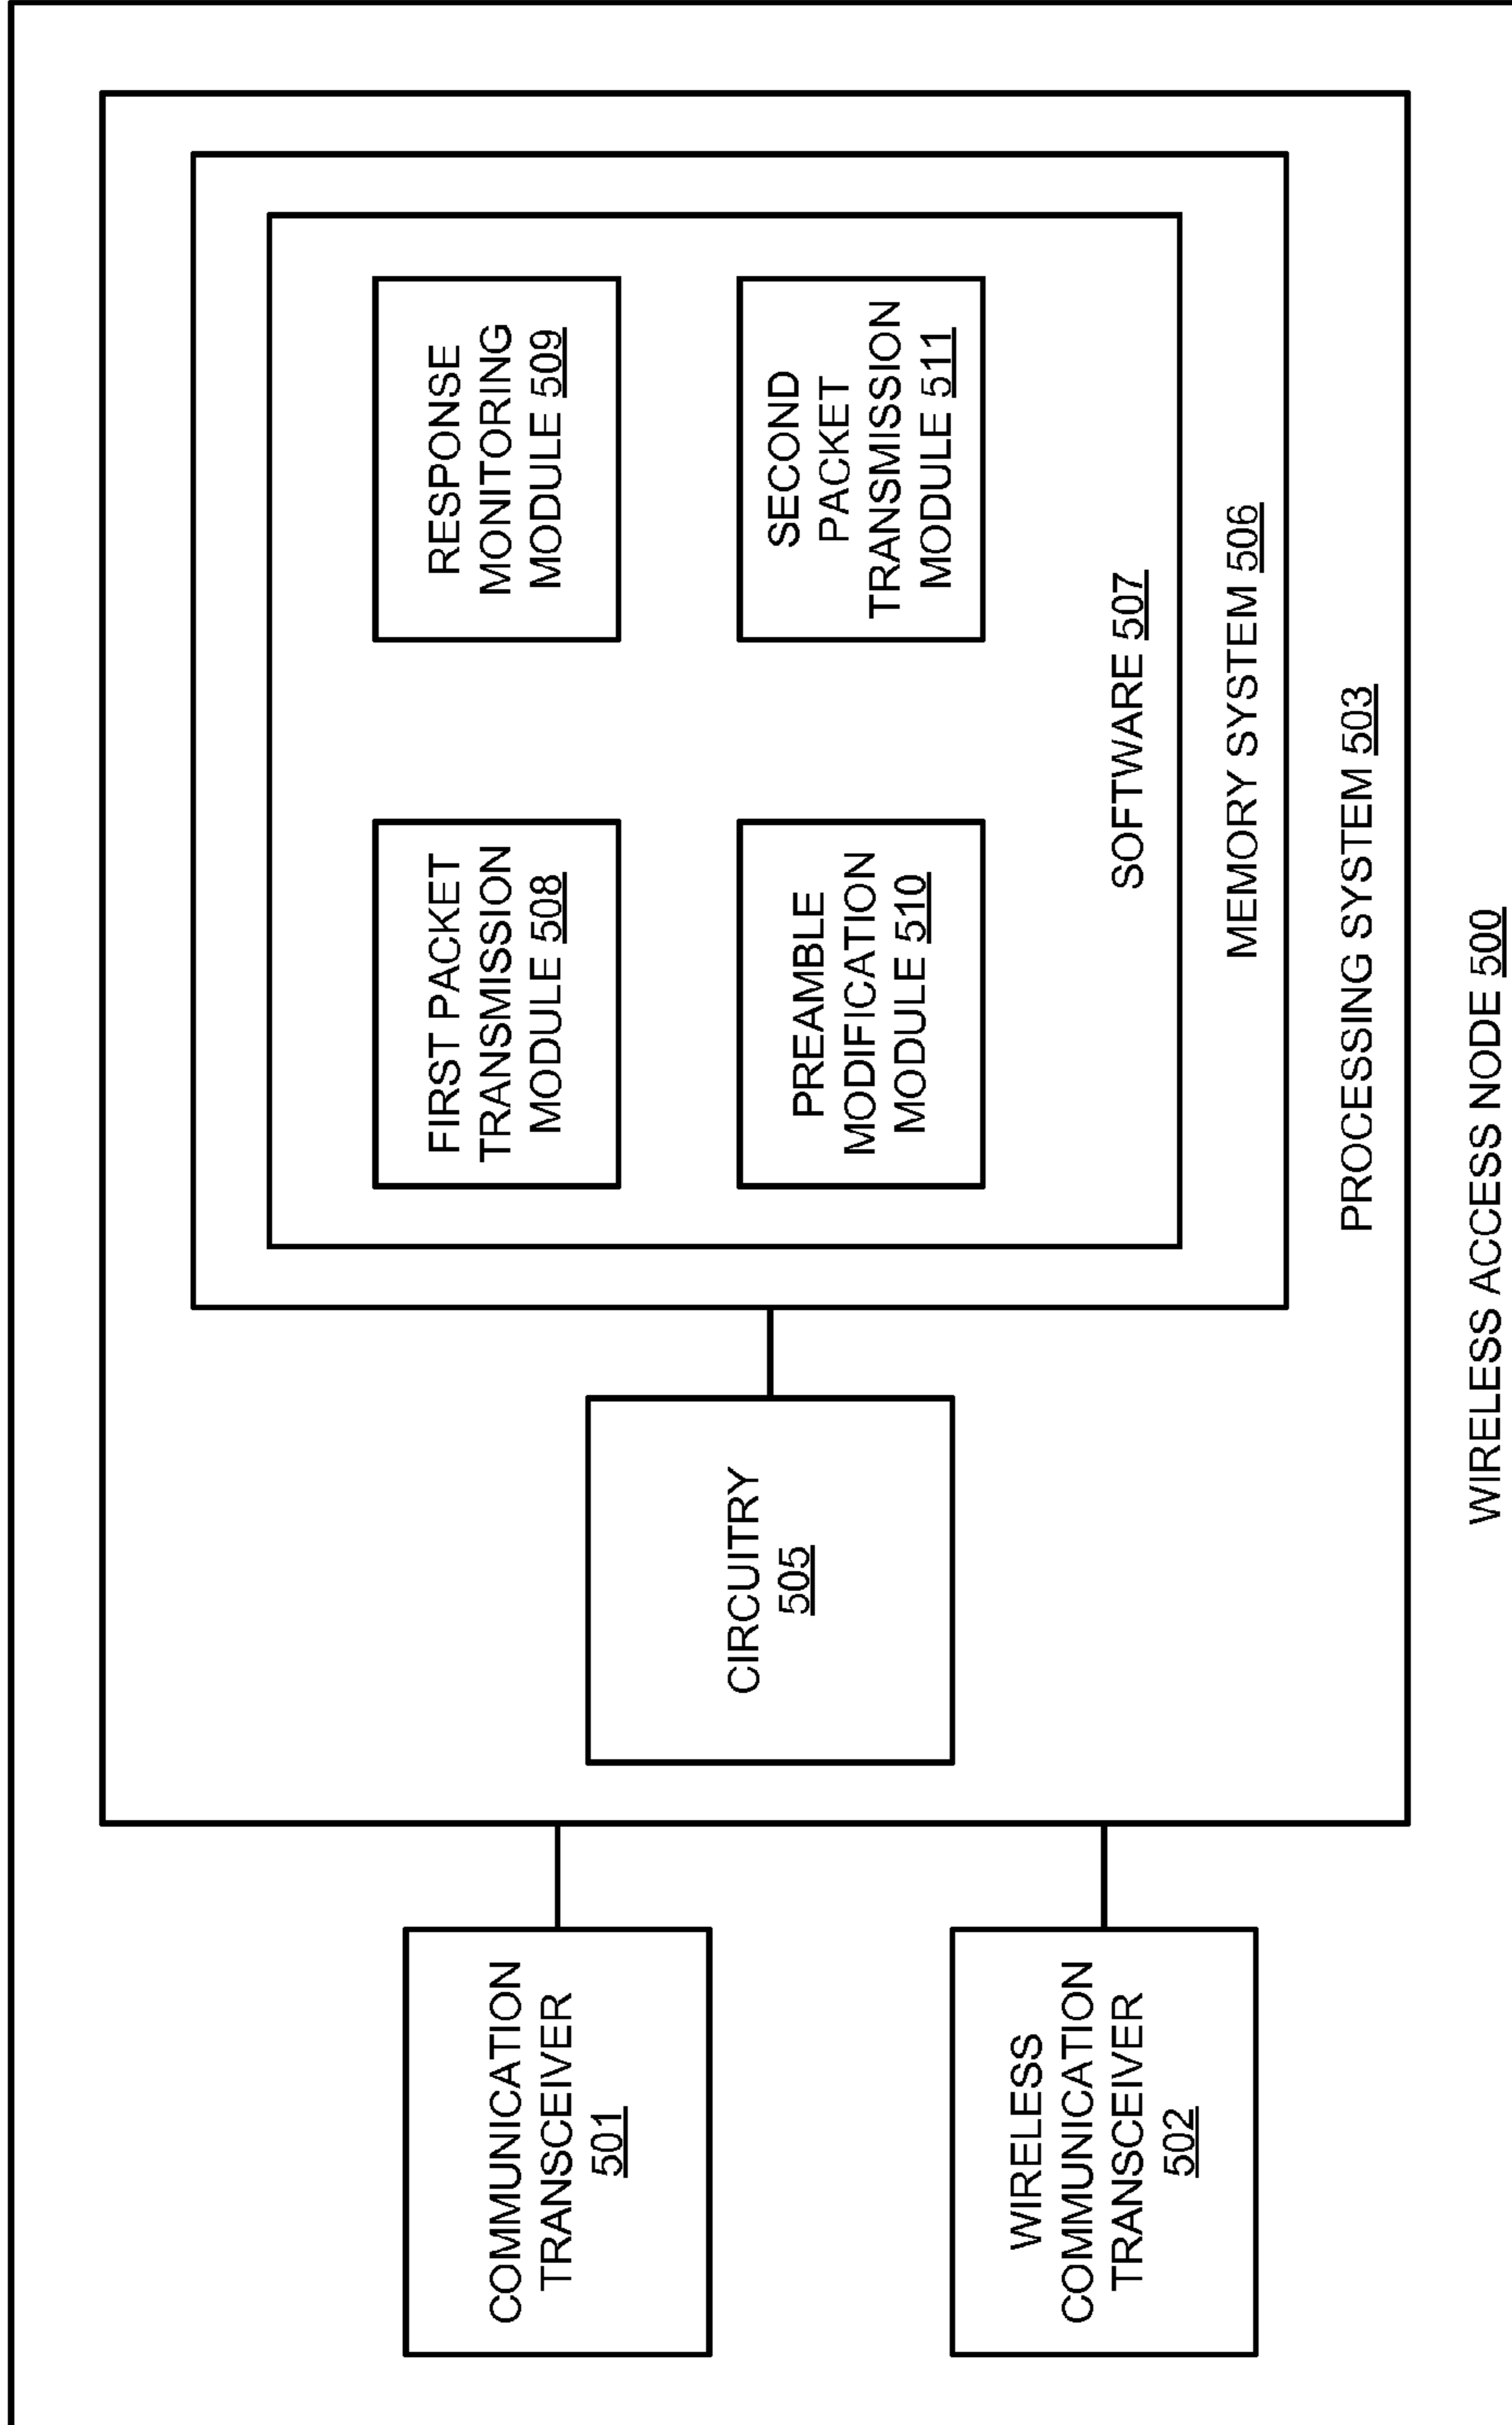 COMMUNICATION
TRANSCEIVER
501
WIRELESS
COMMUNICATION
TRANSCEIVER
502
CIRCUITRY
505
FIRST PACKET
TRANSMISSION
MODULE 508
RESPONSE
MONITORING
MODULE 509
PREAMBLE
MODIFICATION
MODULE 510
SECOND
PACKET
TRANSMISSION
MODULE 511
SOFTWARE 507
MEMORY SYSTEM 506
PROCESSING SYSTEM 503
WIRELESS ACCESS NODE 500